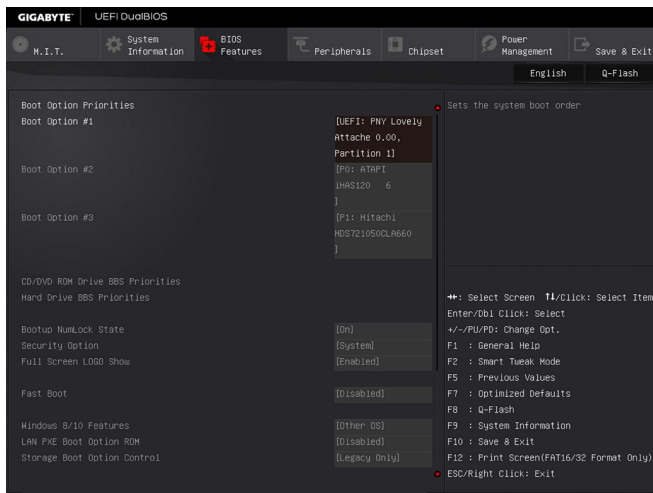 GIGABYTE™ UEFI DualBIOS
M.I.T.
System Information
BIOS Features
Peripherals
Chipset
Power Management
Save & Exit
English Q-Flash
Boot Option Priorities
Boot Option #1 [UEFI: PNY Lovely
Attache 0.00,
Partition 1]
Boot Option #2 [P0: ATAPI
iHAS120 6
]
Boot Option #3 [P1: Hitachi
HDS721050CLA660
]
CD/DVD ROM Drive BBS Priorities
Hard Drive BBS Priorities
Bootup NumLock State [On]
Security Option [System]
Full Screen LOGO Show [Enabled]
Fast Boot [Disabled]
Windows 8/10 Features [Other OS]
LAN PXE Boot Option ROM [Disabled]
Storage Boot Option Control [Legacy Only]
Sets the system boot order
→←: Select Screen ↑↓/Click: Select Item
Enter/Dbl Click: Select
+/-/PU/PD: Change Opt.
F1 : General Help
F2 : Smart Tweak Mode
F5 : Previous Values
F7 : Optimized Defaults
F8 : Q-Flash
F9 : System Information
F10 : Save & Exit
F12 : Print Screen(FAT16/32 Format Only)
ESC/Right Click: Exit